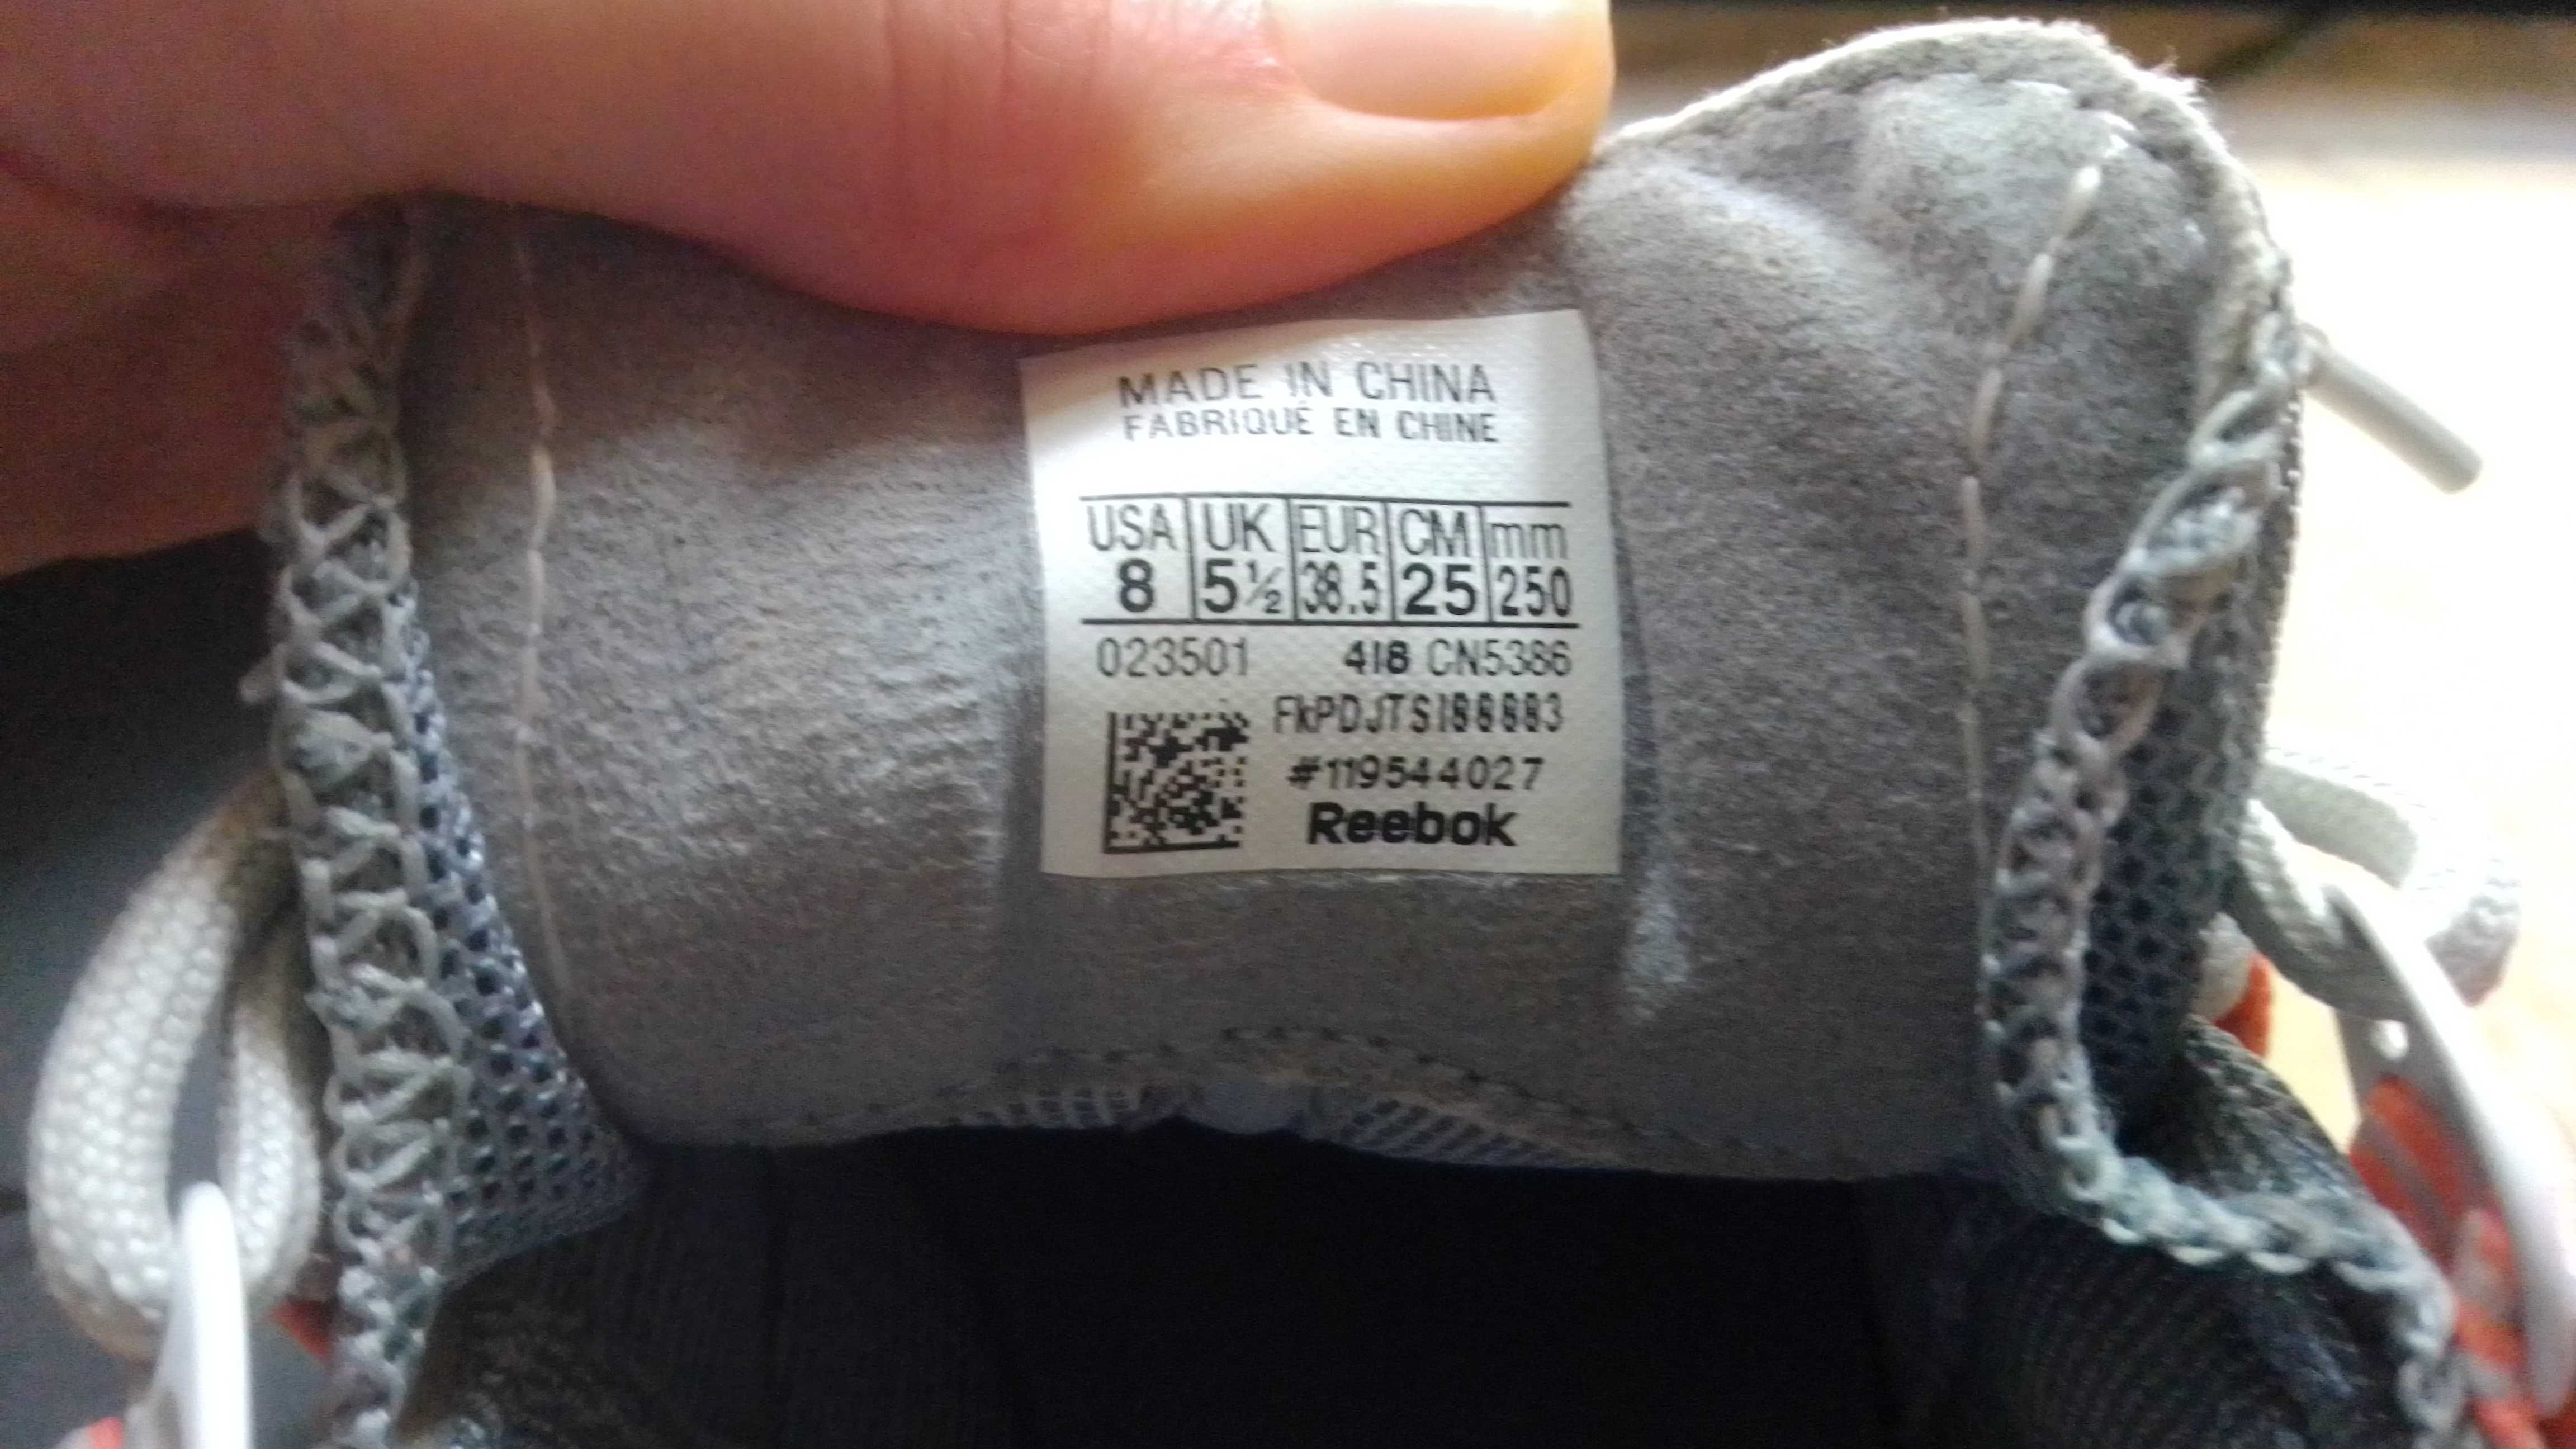 MADE IN CHINA
FABRIQUÉ EN CHINE
USA UK EUR CM mm
8 5½ 38.5 25 250
023501 418 CN5386
#119544027
Reebok